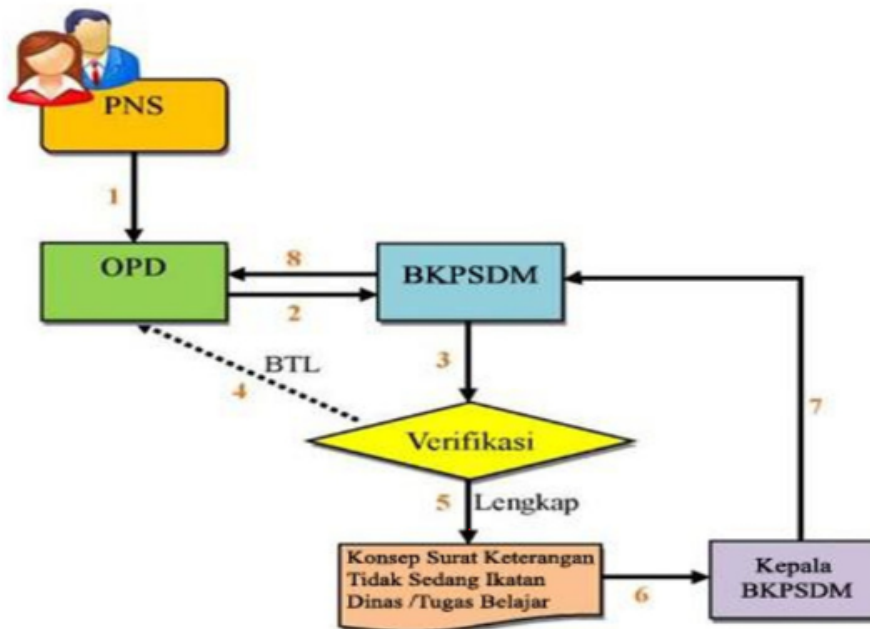 PNS
1
OPD
8
BKPSDM
2
BTL
3
4
7
Verifikasi
5
Lengkap
Konsep Surat Keterangan
Tidak Sedang Ikatan
Dinas /Tugas Belajar
6
Kepala
BKPSDM